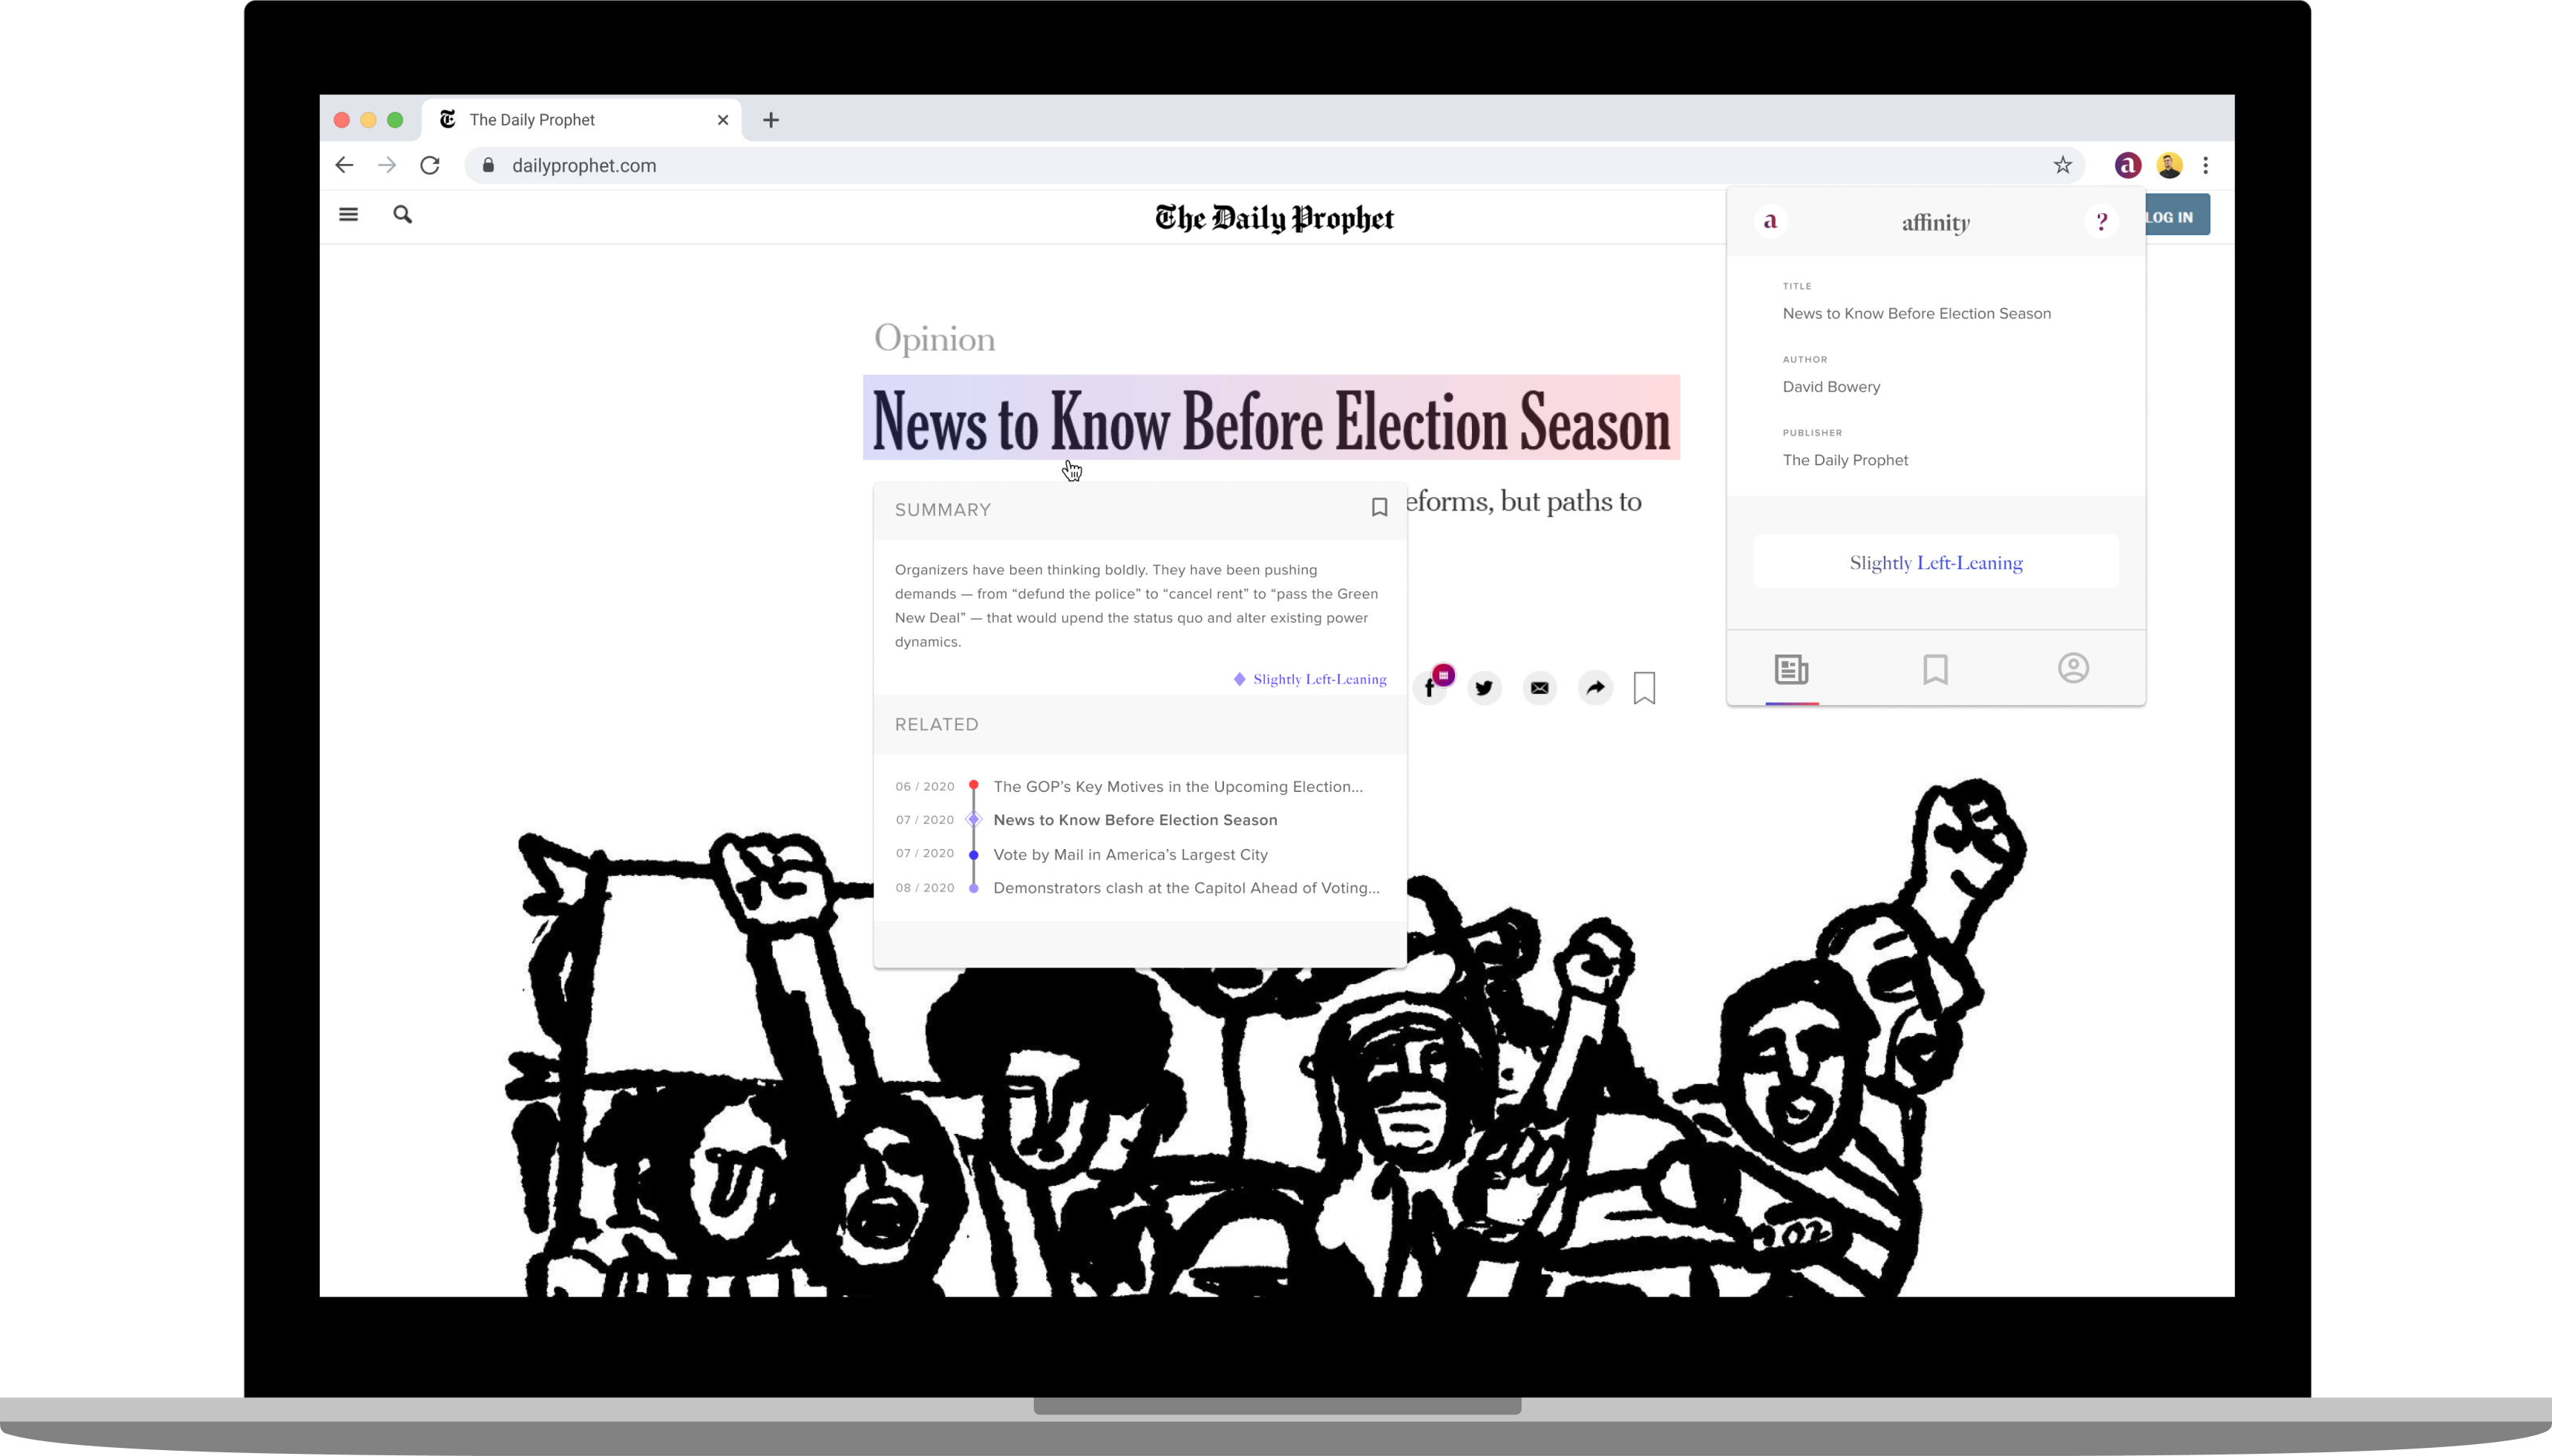 The Daily Prophet
dailyprophet.com
The Daily Prophet
LOG IN
a
affinity
?
TITLE
News to Know Before Election Season
AUTHOR
David Bowery
PUBLISHER
The Daily Prophet
Slightly Left-Leaning
Opinion
News to Know Before Election Season
eforms, but paths to
SUMMARY
Organizers have been thinking boldly. They have been pushing
demands — from “defund the police” to “cancel rent” to “pass the Green
New Deal” — that would upend the status quo and alter existing power
dynamics.
Slightly Left-Leaning
RELATED
06 / 2020 The GOP’s Key Motives in the Upcoming Election...
07 / 2020 News to Know Before Election Season
07 / 2020 Vote by Mail in America’s Largest City
08 / 2020 Demonstrators clash at the Capitol Ahead of Voting...